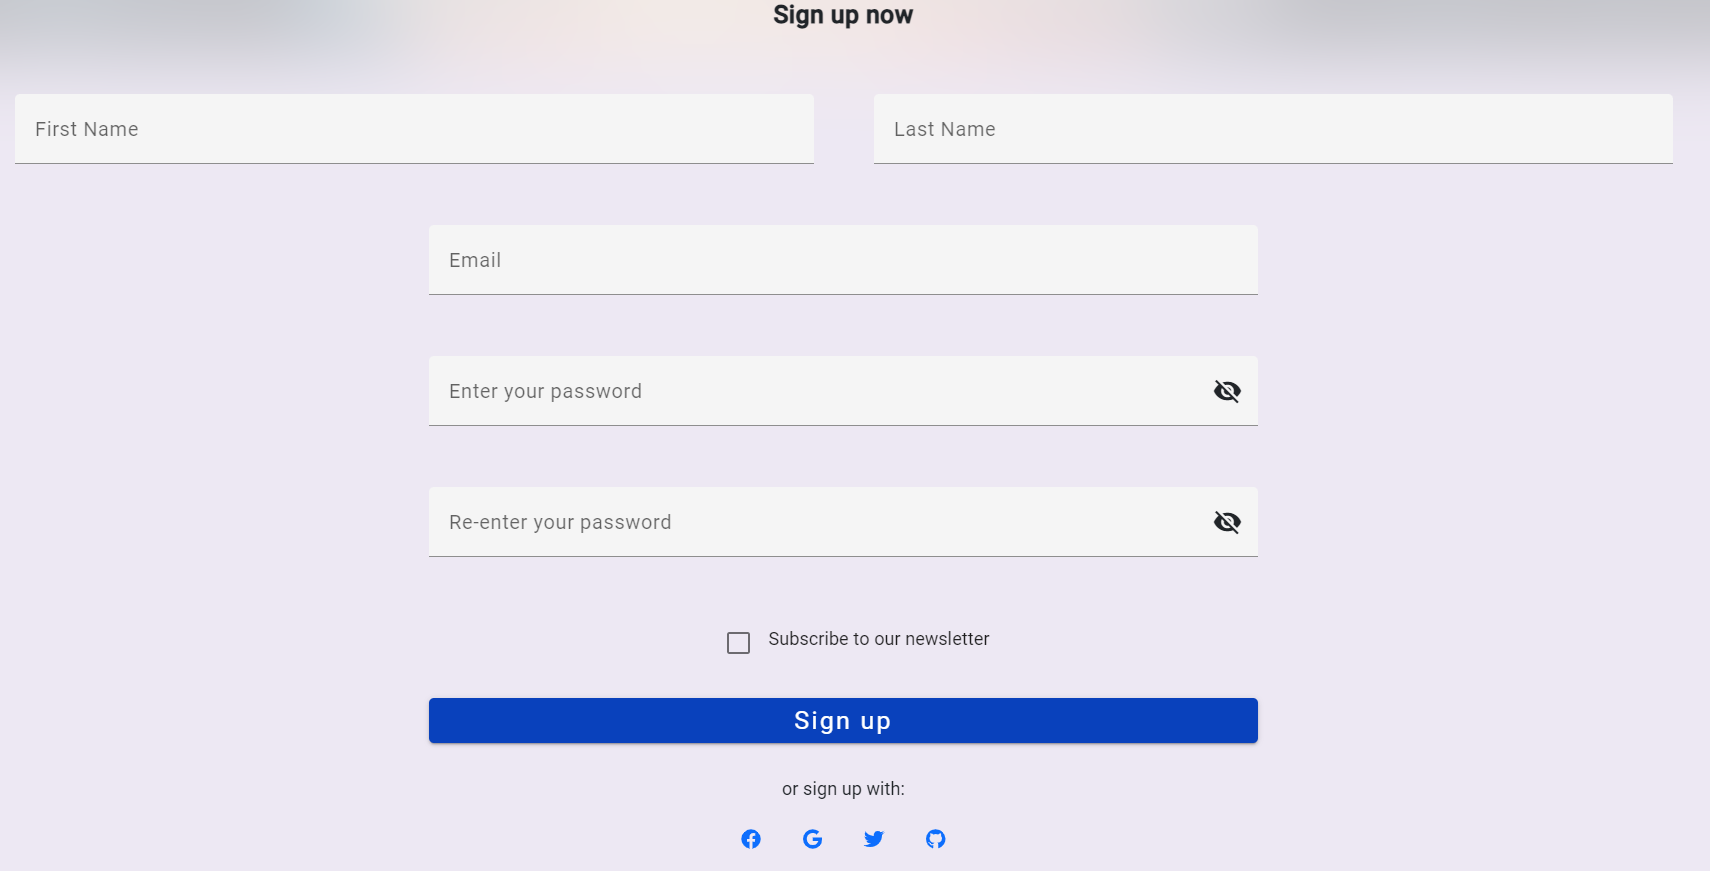 Sign up now
First Name
Last Name
Email
Enter your password
Re-enter your password
Subscribe to our newsletter
Sign up
or sign up with: